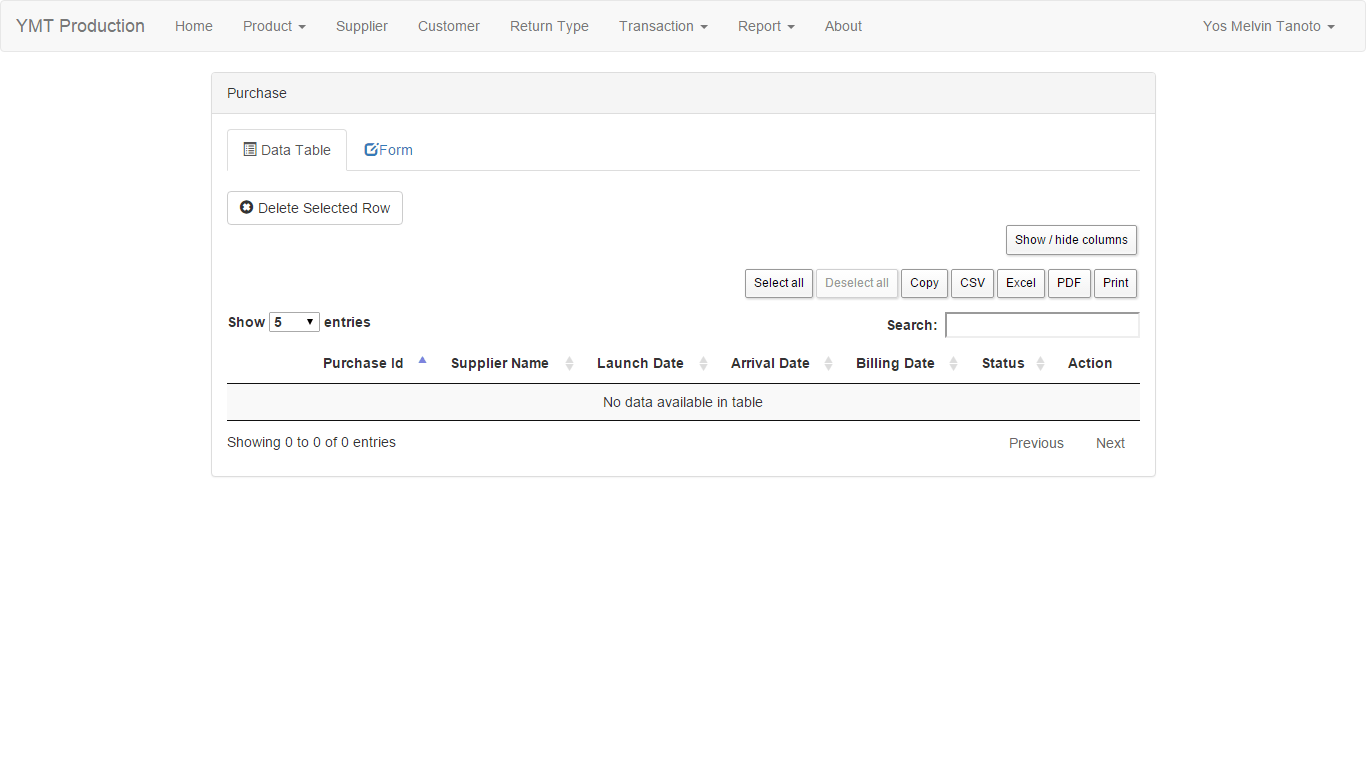 YMT Production Home Product Supplier Customer Return Type Transaction Report About Yos Melvin Tanoto
Purchase
Data Table Form
Delete Selected Row
Show / hide columns
Select all Deselect all Copy CSV Excel PDF Print
Show 5 entries Search:
Purchase Id Supplier Name Launch Date Arrival Date Billing Date Status Action
No data available in table
Showing 0 to 0 of 0 entries Previous Next